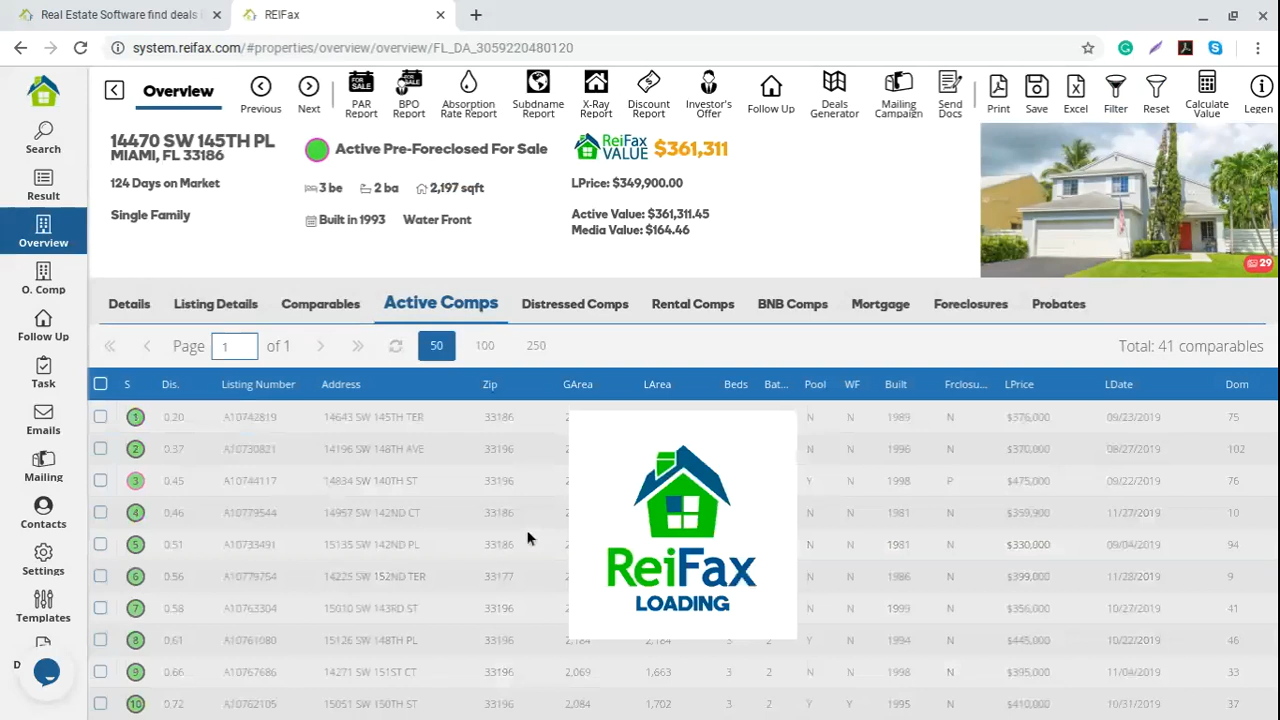 Real Estate Software find deals
REIFax
system.reifax.com/#properties/overview/overview/FL_DA_3059220480120
Overview
Previous
Next
PAR Report
BPO Report
Absorption Rate Report
Subdname Report
X-Ray Report
Discount Report
Investor's Offer
Follow Up
Deals Generator
Mailing Campaign
Send Docs
Print
Save
Excel
Filter
Reset
Calculate Value
Legen
Search
Result
Overview
O. Comp
Follow Up
Task
Emails
Mailing
Contacts
Settings
Templates
D
14470 SW 145TH PL
MIAMI, FL 33186
124 Days on Market
Single Family
Active Pre-Foreclosed For Sale
3 be 2 ba 2,197 sqft
Built in 1993 Water Front
ReiFax VALUE $361,311
LPrice: $349,900.00
Active Value: $361,311.45
Media Value: $164.46
29
Details Listing Details Comparables Active Comps Distressed Comps Rental Comps BNB Comps Mortgage Foreclosures Probates
Page 1 of 1 50 100 250 Total: 41 comparables
S Dis. Listing Number Address Zip GArea LArea Beds Bat... Pool WF Built Frclosu... LPrice LDate Dom
1 0.20 A10742819 14643 SW 145TH TER 33186 2 N N 1989 N $376,000 09/23/2019 75
2 0.37 A10730821 14196 SW 148TH AVE 33196 N N 1996 N $370,000 08/27/2019 102
3 0.45 A10744117 14834 SW 140TH ST 33196 Y N 1998 P $475,000 09/22/2019 76
4 0.46 A10779544 14957 SW 142ND CT 33186 N N 1981 N $359,900 11/27/2019 10
5 0.51 A10733491 15135 SW 142ND PL 33186 2 N N 1981 N $330,000 09/04/2019 94
6 0.56 A10779754 14225 SW 152ND TER 33177 N N 1986 N $399,000 11/28/2019 9
7 0.58 A10763304 15010 SW 143RD ST 33196 N N 1999 N $356,000 10/27/2019 41
8 0.61 A10761080 15126 SW 148TH PL 33196 2,184 2,184 3 2 Y N 1994 N $445,000 10/22/2019 46
9 0.66 A10767686 14271 SW 151ST CT 33196 2,069 1,663 3 2 N N 1998 N $395,000 11/04/2019 33
10 0.72 A10762105 15051 SW 150TH ST 33196 2,084 1,702 3 2 Y Y 1995 N $410,000 10/31/2019 37
ReiFax
LOADING